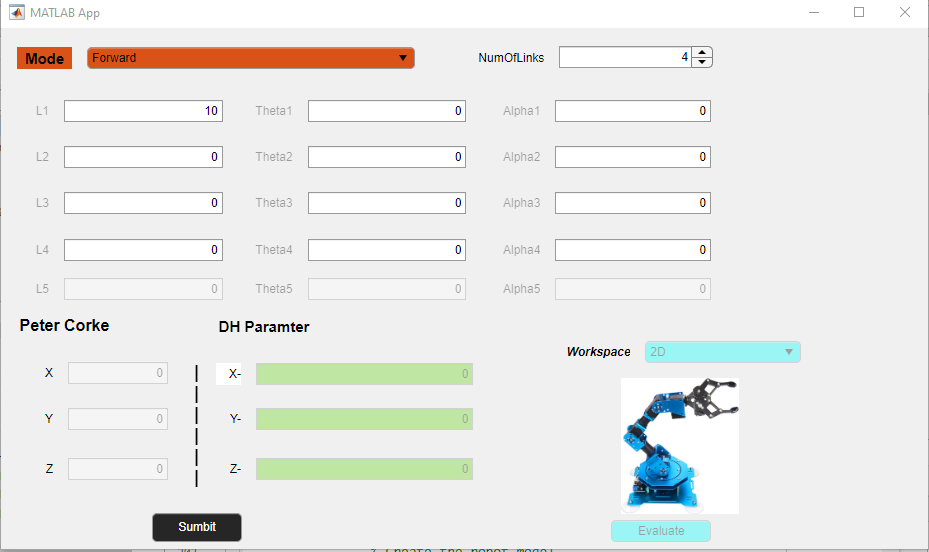 MATLAB App
Mode Forward NumOfLinks 4
L1 10 Theta1 0 Alpha1 0
L2 0 Theta2 0 Alpha2 0
L3 0 Theta3 0 Alpha3 0
L4 0 Theta4 0 Alpha4 0
L5 0 Theta5 0 Alpha5 0
Peter Corke DH Paramter
Workspace 2D
X 0 X- 0
Y 0 Y- 0
Z 0 Z- 0
Sumbit Evaluate